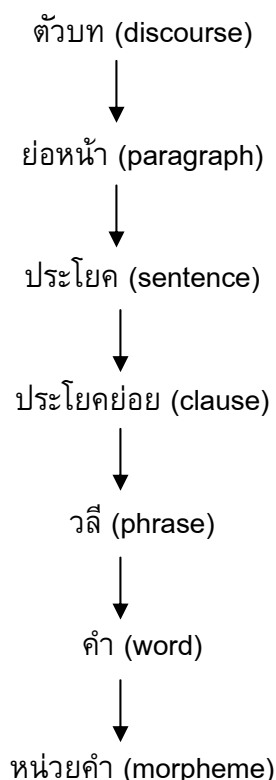 ตัวบท (discourse)
ย่อหน้า (paragraph)
ประโยค (sentence)
ประโยคย่อย (clause)
วลี (phrase)
คำ (word)
หน่วยคำ (morpheme)